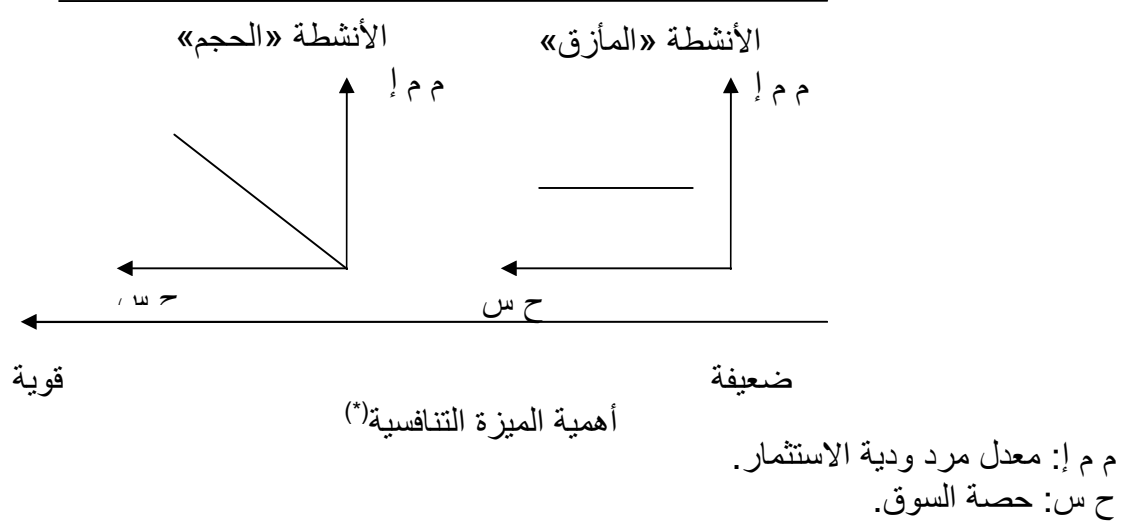 الأنشطة «المأزق»
الأنشطة «الحجم»
م م إ
م م إ
ح س
ح س
ضعيفة
قوية
أهمية الميزة التنافسية(*)
م م إ: معدل مرد ودية الاستثمار.
ح س: حصة السوق.